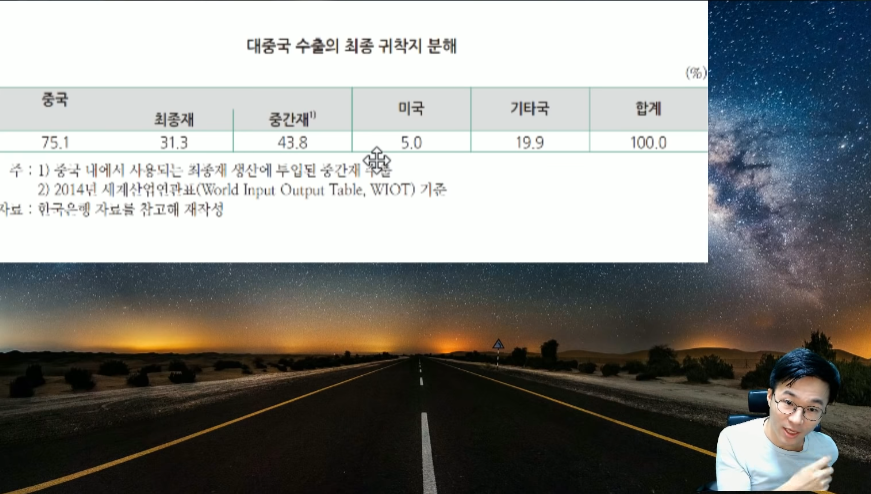 대중국 수출의 최종 귀착지 분해
(%)
중국 최종재 중간재¹⁾ 미국 기타국 합계
75.1 31.3 43.8 5.0 19.9 100.0
주 : 1) 중국 내에서 사용되는 최종재 생산에 투입된 중간재 수출
2) 2014년 세계산업연관표(World Input Output Table, WIOT) 기준
자료 : 한국은행 자료를 참고해 재작성